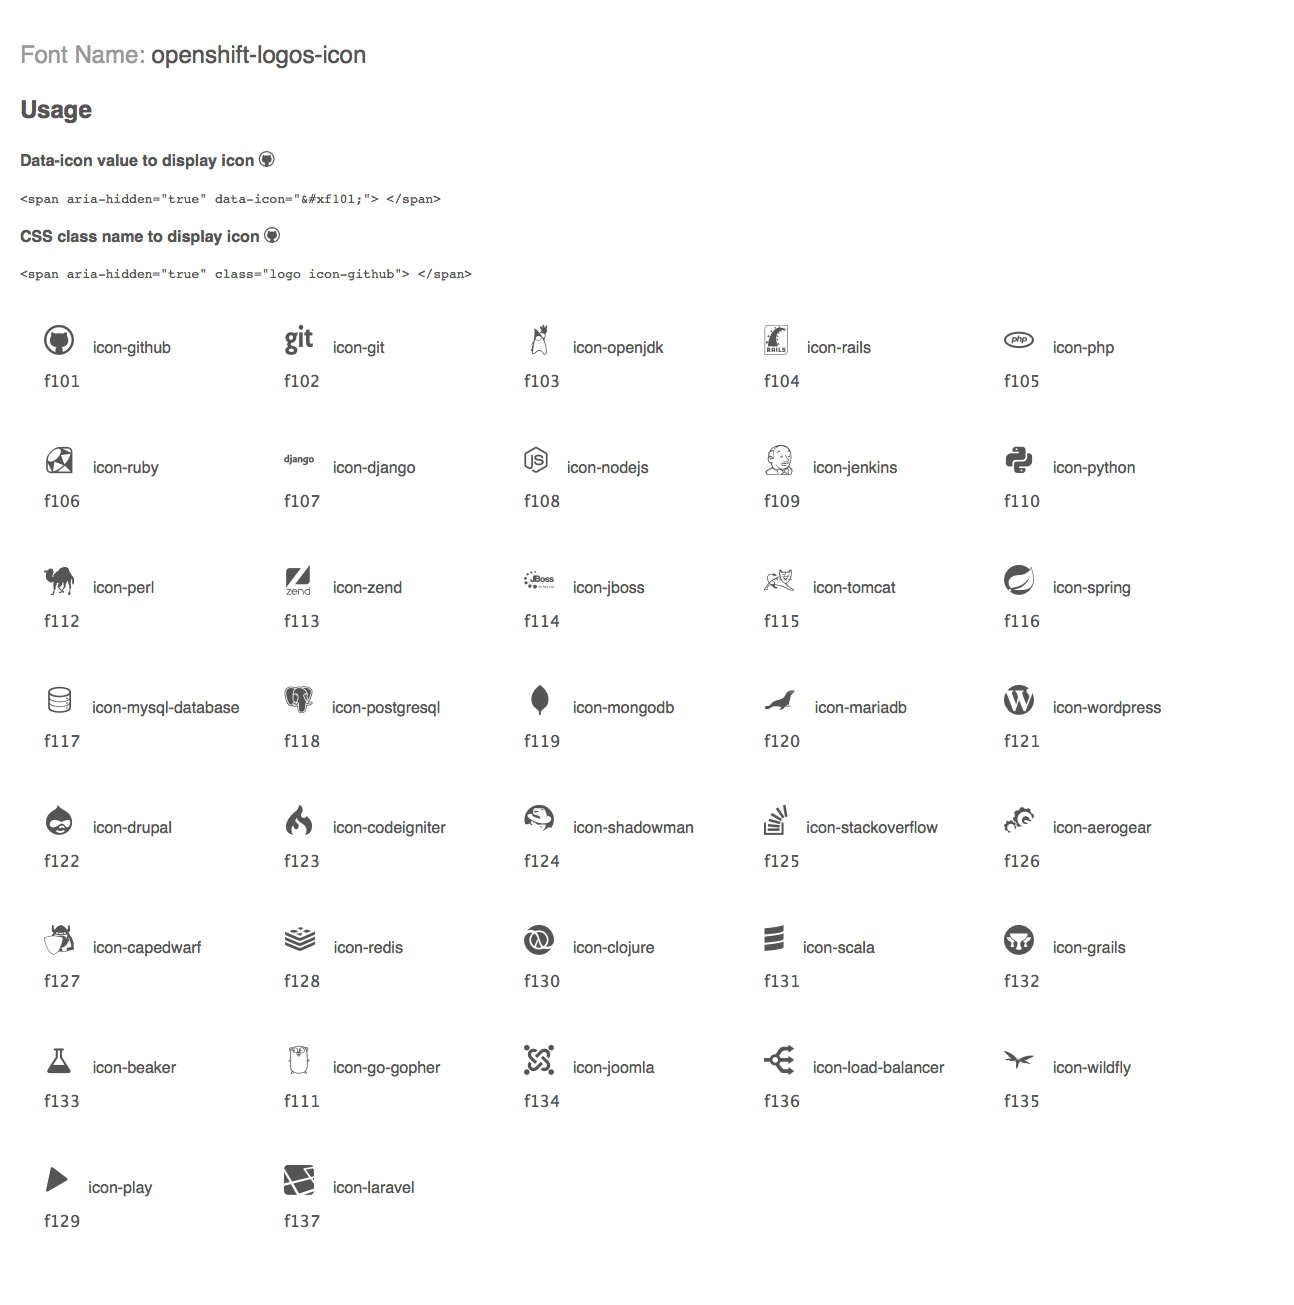 Font Name: openshift-logos-icon
Usage
Data-icon value to display icon
<span aria-hidden="true" data-icon="&#xf101;"> </span>
CSS class name to display icon
<span aria-hidden="true" class="logo icon-github"> </span>
icon-github git icon-git icon-openjdk RAILS icon-rails php icon-php
f101 f102 f103 f104 f105
icon-ruby django icon-django JS icon-nodejs icon-jenkins icon-python
f106 f107 f108 f109 f110
icon-perl zend icon-zend JBoss icon-jboss icon-tomcat icon-spring
f112 f113 f114 f115 f116
icon-mysql-database icon-postgresql icon-mongodb icon-mariadb icon-wordpress
f117 f118 f119 f120 f121
icon-drupal icon-codeigniter icon-shadowman icon-stackoverflow icon-aerogear
f122 f123 f124 f125 f126
icon-capedwarf icon-redis icon-clojure icon-scala icon-grails
f127 f128 f130 f131 f132
icon-beaker icon-go-gopher icon-joomla icon-load-balancer icon-wildfly
f133 f111 f134 f136 f135
icon-play icon-laravel
f129 f137